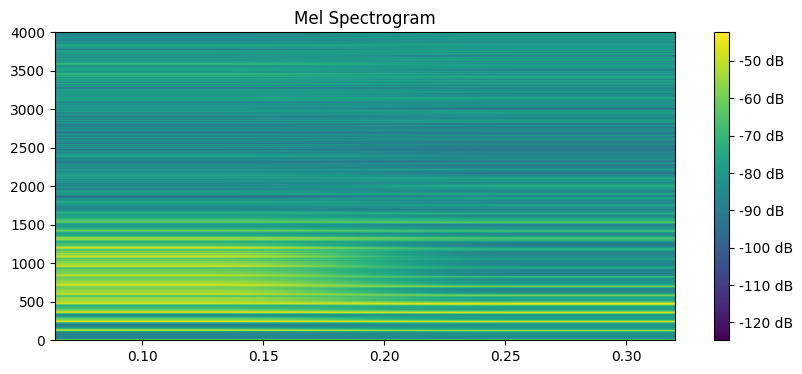 Mel Spectrogram
4000
3500
3000
2500
2000
1500
1000
500
0
0.10 0.15 0.20 0.25 0.30
-50 dB
-60 dB
-70 dB
-80 dB
-90 dB
-100 dB
-110 dB
-120 dB